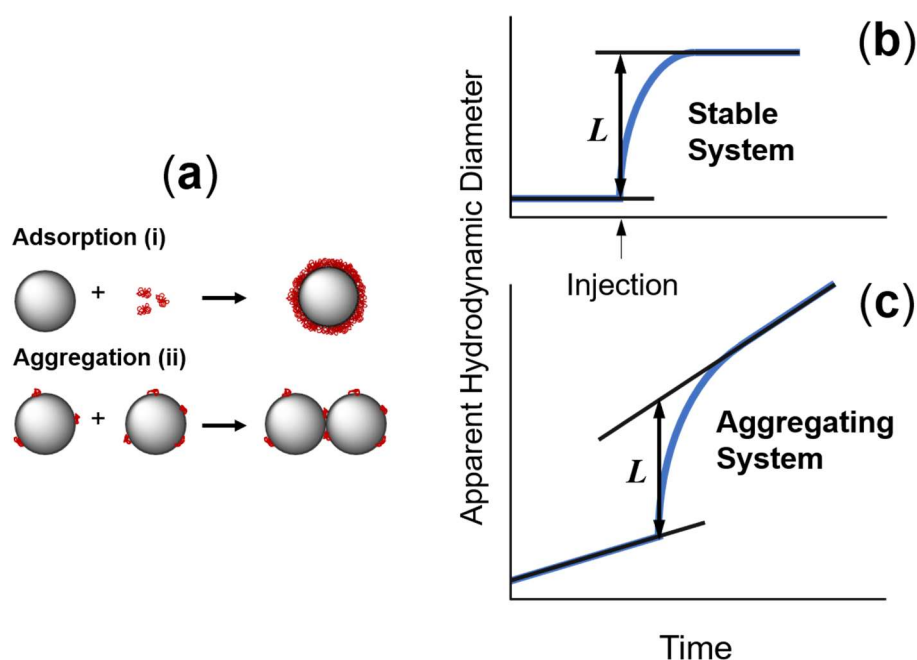 (a)
Adsorption (i)
+
Aggregation (ii)
+
Apparent Hydrodynamic Diameter
(b)
L
Stable
System
Injection
(c)
L
Aggregating
System
Time